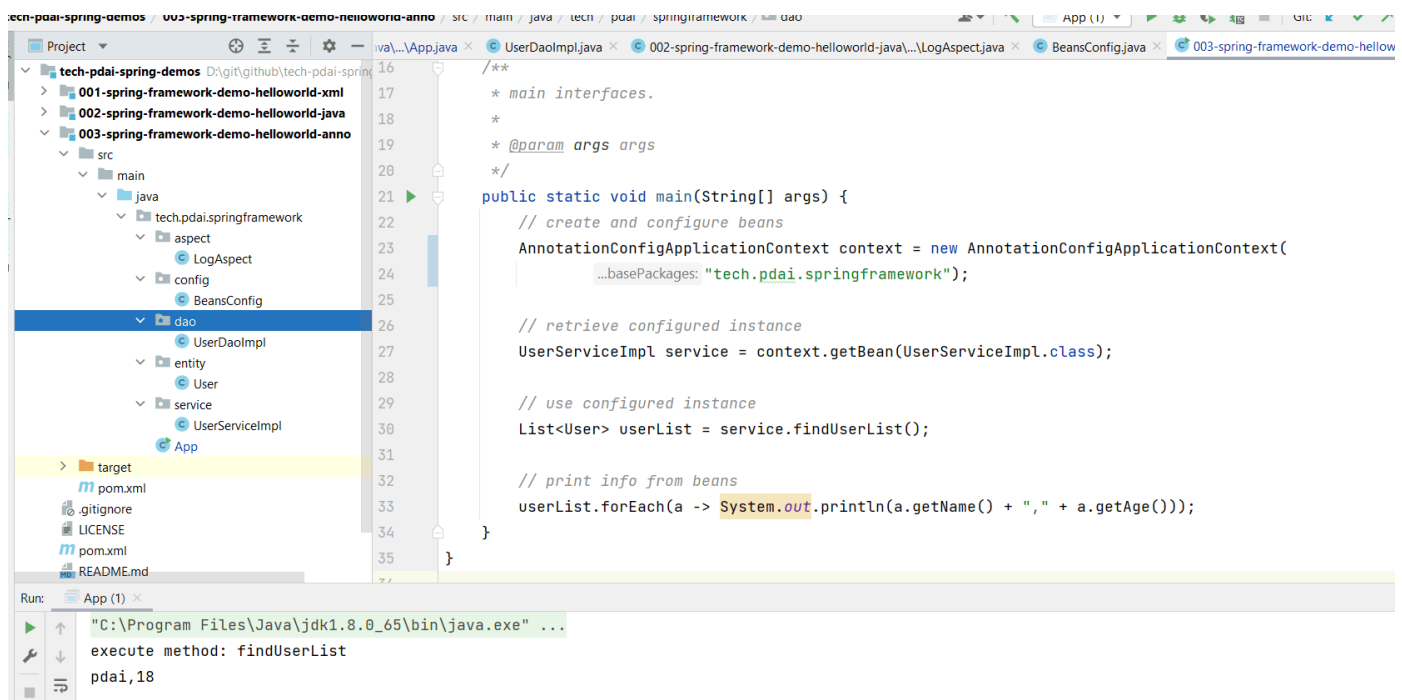 tech-pdai-spring-demos / 003-spring-framework-demo-helloworld-anno / src / main / java / tech / pdai / springframework / dao
App (1)
Git:
Project
\App.java
UserDaoImpl.java
002-spring-framework-demo-helloworld-java\...\LogAspect.java
BeansConfig.java
003-spring-framework-demo-hellow
tech-pdai-spring-demos D:\git\github\tech-pdai-spring
001-spring-framework-demo-helloworld-xml
002-spring-framework-demo-helloworld-java
003-spring-framework-demo-helloworld-anno
src
main
java
tech.pdai.springframework
aspect
LogAspect
config
BeansConfig
dao
UserDaoImpl
entity
User
service
UserServiceImpl
App
target
pom.xml
.gitignore
LICENSE
pom.xml
README.md
16 /**
17 * main interfaces.
18 *
19 * @param args args
20 */
21 public static void main(String[] args) {
22 // create and configure beans
23 AnnotationConfigApplicationContext context = new AnnotationConfigApplicationContext(
24 ...basePackages: "tech.pdai.springframework");
25
26 // retrieve configured instance
27 UserServiceImpl service = context.getBean(UserServiceImpl.class);
28
29 // use configured instance
30 List<User> userList = service.findUserList();
31
32 // print info from beans
33 userList.forEach(a -> System.out.println(a.getName() + "," + a.getAge()));
34 }
35 }
Run: App (1)
"C:\Program Files\Java\jdk1.8.0_65\bin\java.exe" ...
execute method: findUserList
pdai,18